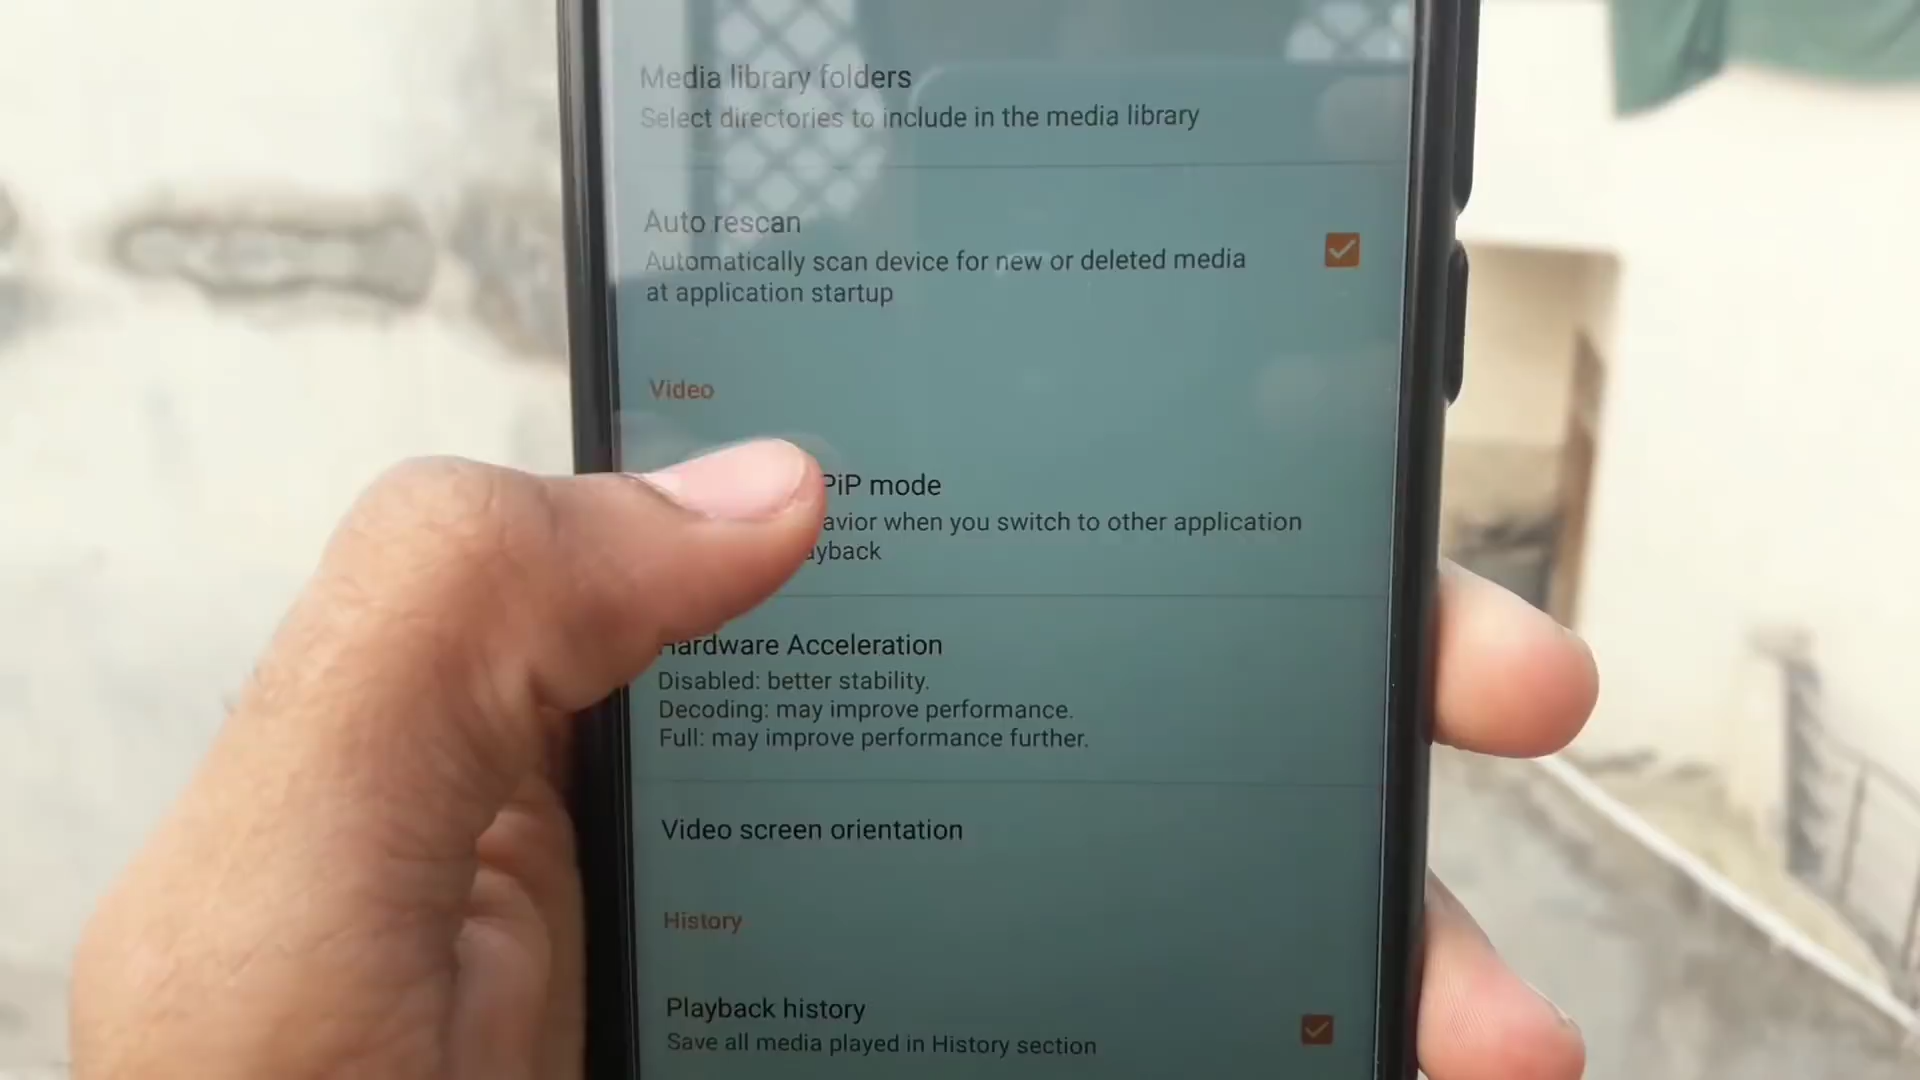 Media library folders
Select directories to include in the media library
Auto rescan
Automatically scan device for new or deleted media
at application startup
Video
PiP mode
when you switch to other application
Hardware Acceleration
Disabled: better stability.
Decoding: may improve performance.
Full: may improve performance further.
Video screen orientation
History
Playback history
Save all media played in History section